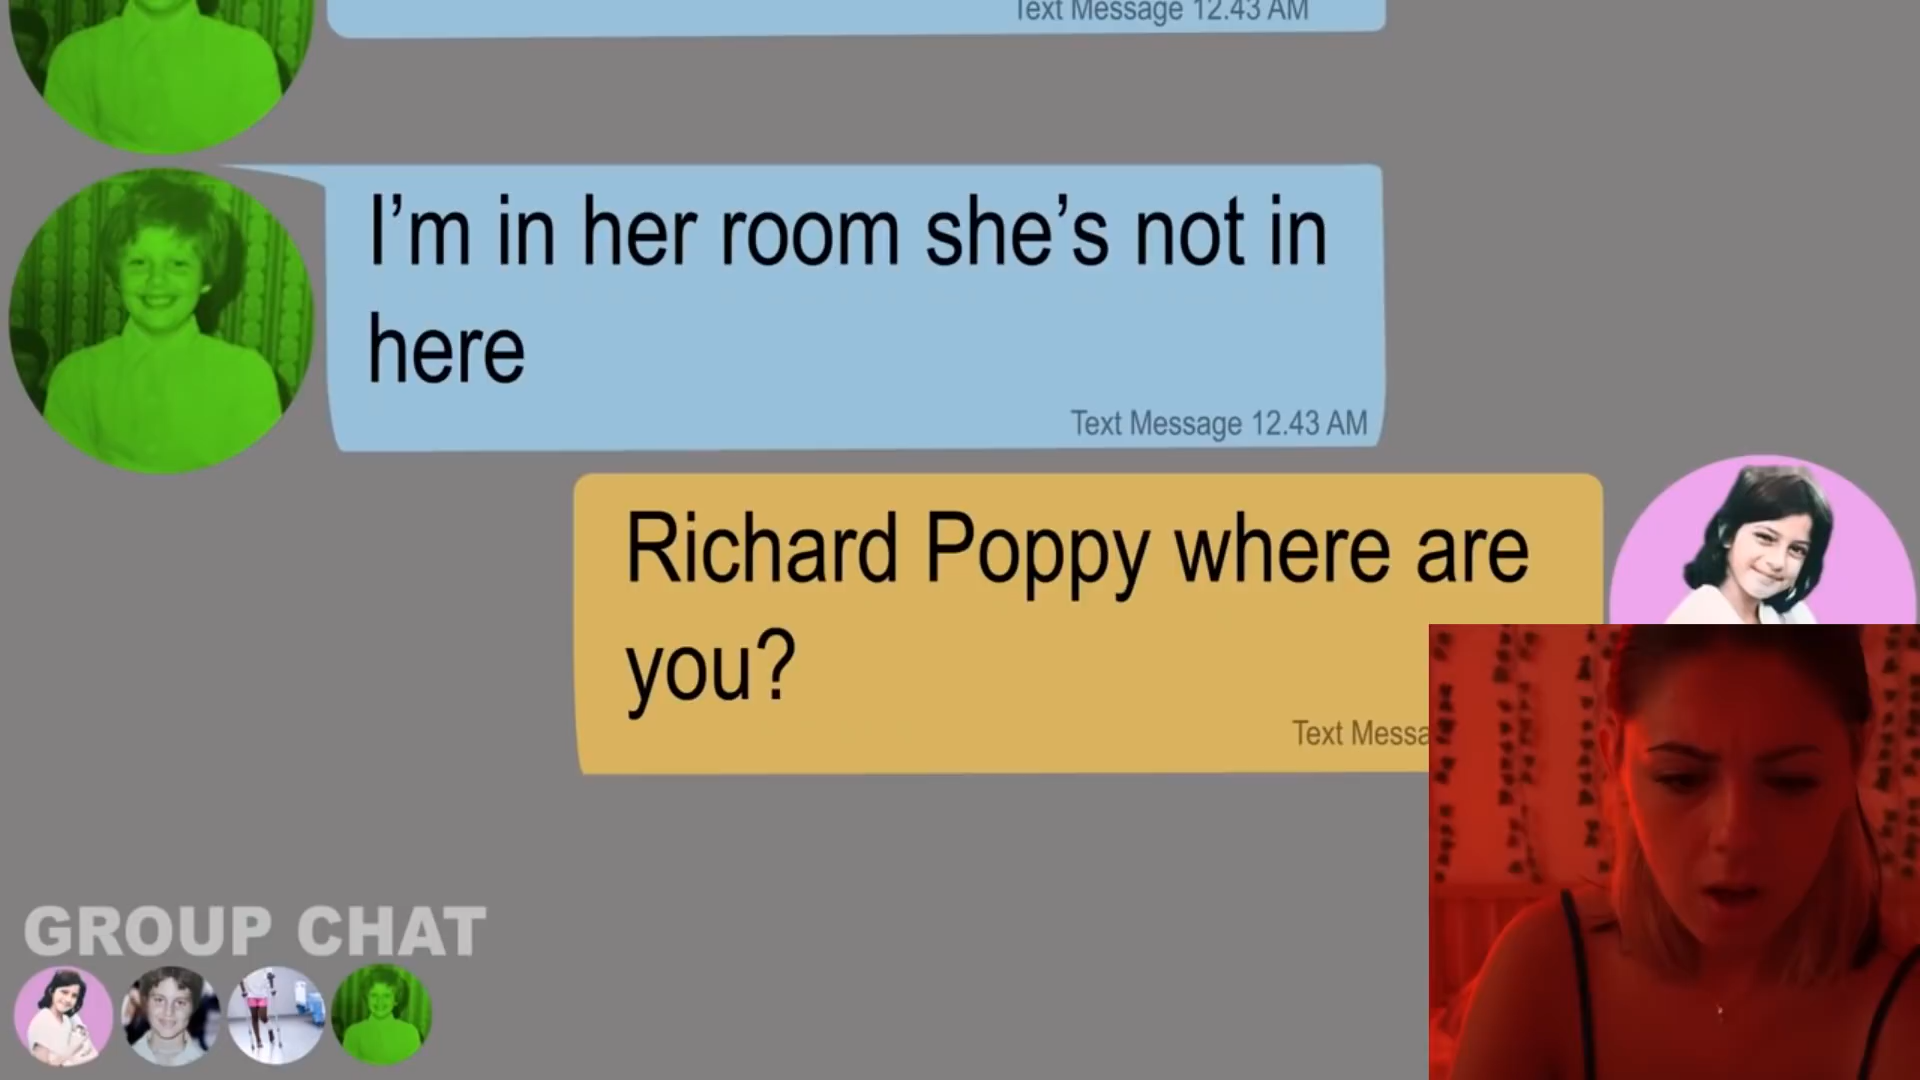 Text Message 12.43 AM
I'm in her room she's not in
here
Text Message 12.43 AM
Richard Poppy where are
you?
Text Messa
GROUP CHAT